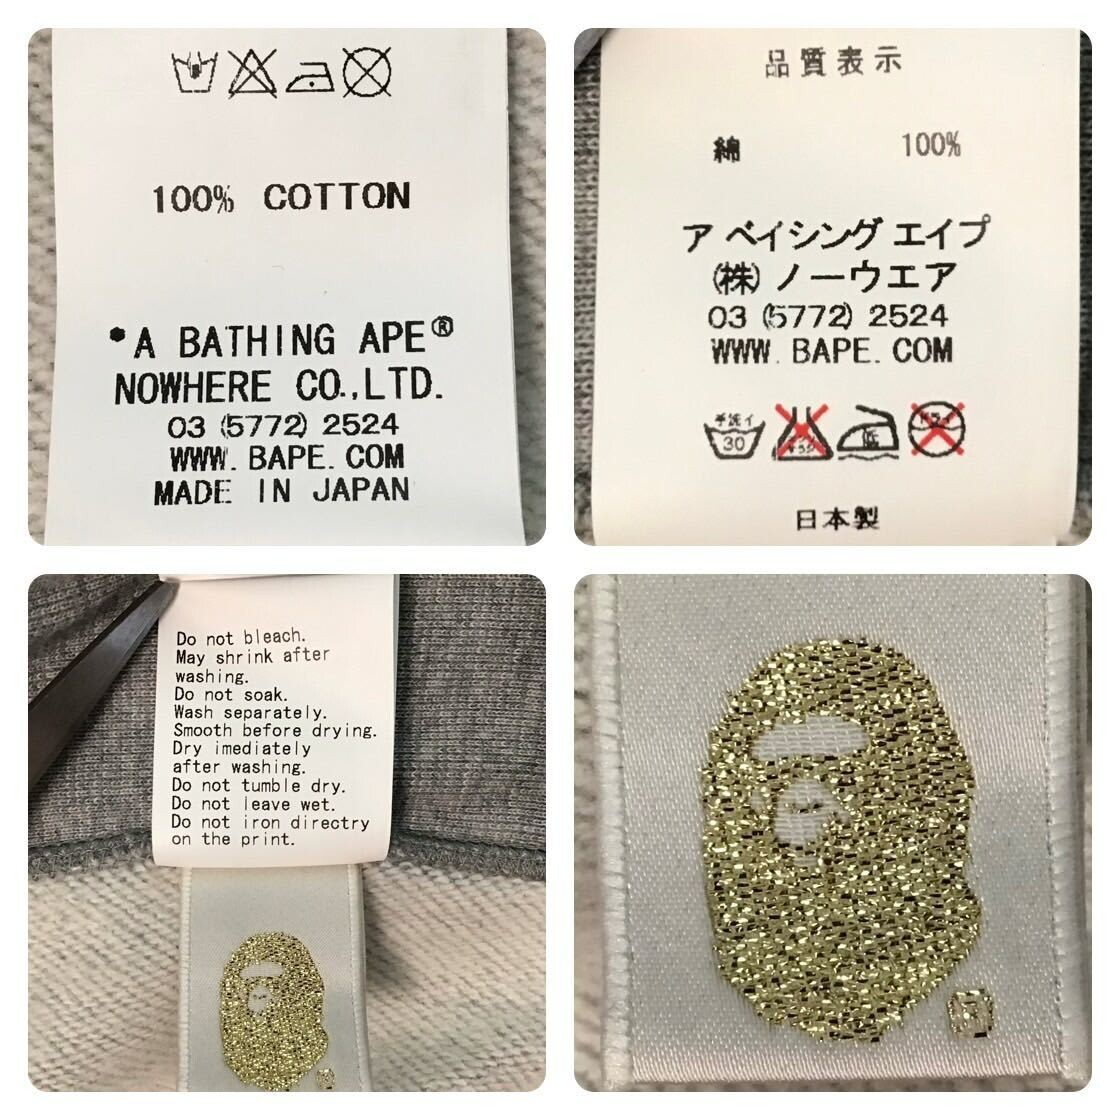 100% COTTON
*A BATHING APE®
NOWHERE CO.,LTD.
03 (5772) 2524
WWW. BAPE. COM
MADE IN JAPAN
品質表示
綿 100%
ア ベイシング エイプ
㈱ ノーウエア
03 (5772) 2524
WWW. BAPE. COM
手洗イ
30
低
ドライ
日本製
Do not bleach.
May shrink after
washing.
Do not soak.
Wash separately.
Smooth before drying.
Dry imediately
after washing.
Do not tumble dry.
Do not leave wet.
Do not iron directry
on the print.